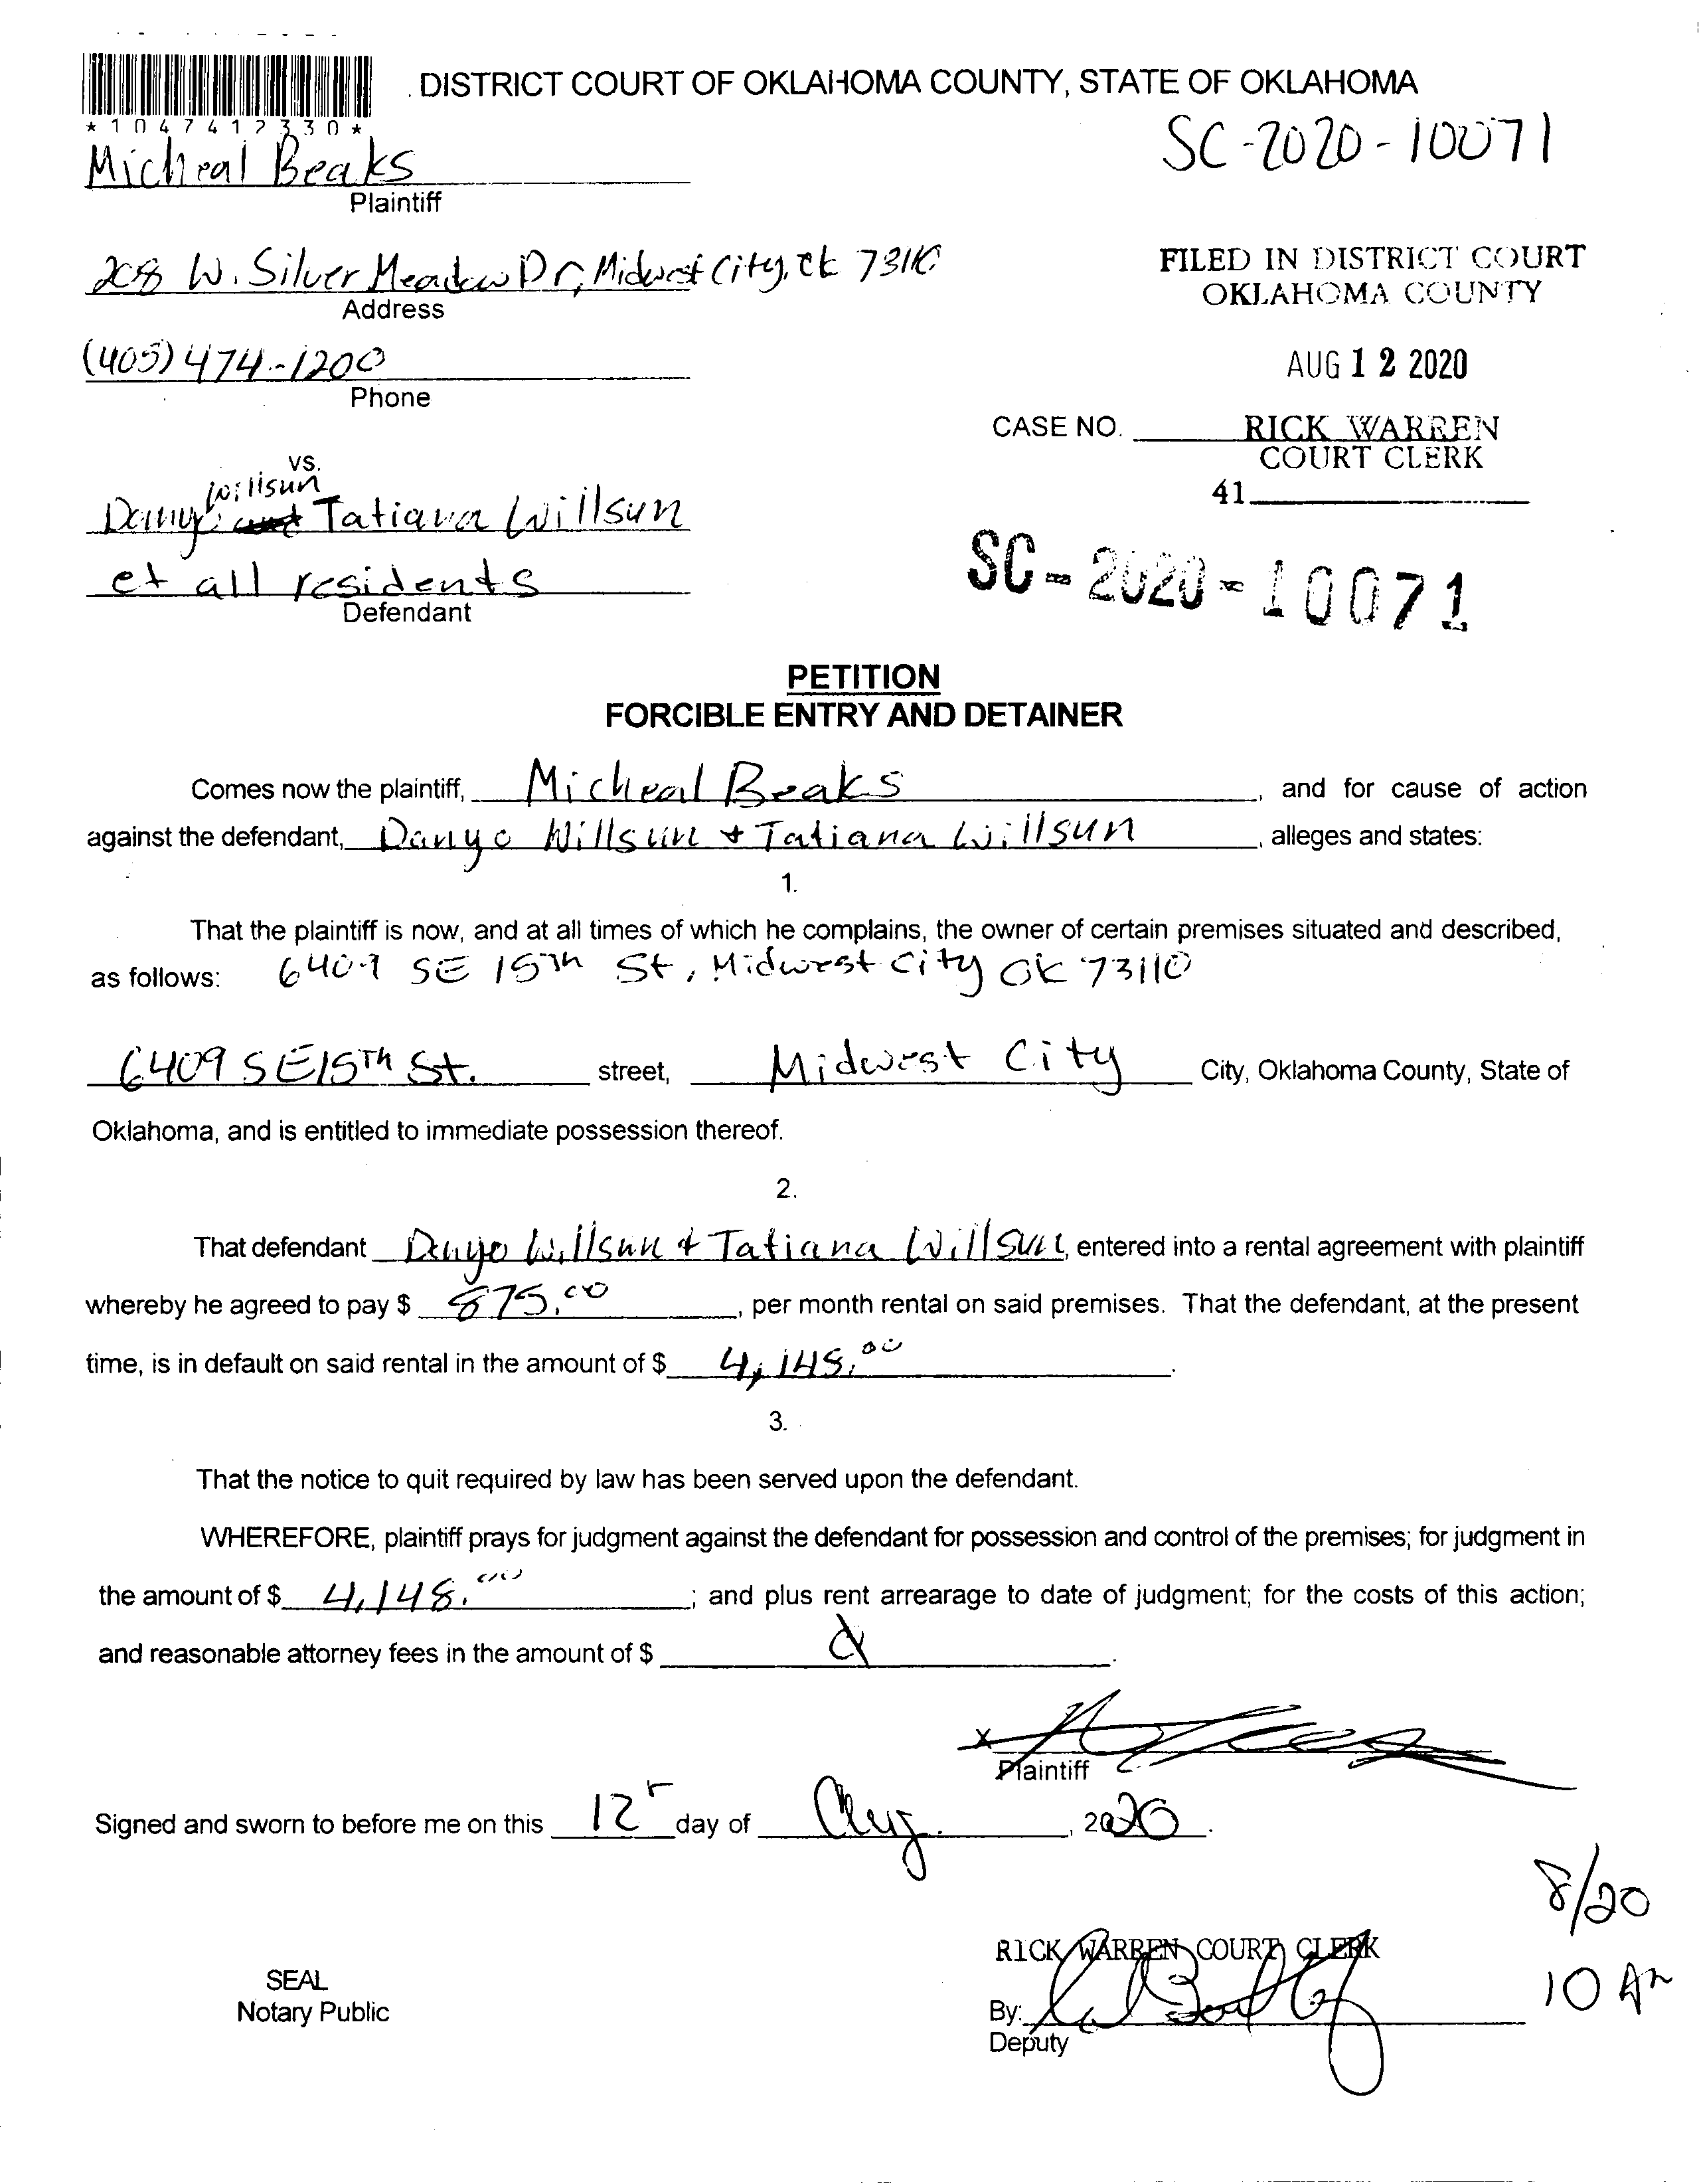 DISTRICT COURT OF OKLAHOMA COUNTY, STATE OF OKLAHOMA
*1047412330*
SC-2020-10071
Micheal Beaks
Plaintiff
208 W. Silver Meadow Dr, Midwest City, Ok 73110
Address
FILED IN DISTRICT COURT
OKLAHOMA COUNTY
(405) 474-1200
Phone
AUG 12 2020
CASE NO.
RICK WARREN
COURT CLERK
41
vs.
Willsun
Danyo and Tatiana Willsun
et all residents
Defendant
SC-2020-10071
PETITION
FORCIBLE ENTRY AND DETAINER
Comes now the plaintiff, Micheal Beaks, and for cause of action
against the defendant, Danyo Willsun + Tatiana Willsun, alleges and states:
1.
That the plaintiff is now, and at all times of which he complains, the owner of certain premises situated and described,
as follows: 6409 SE 15th St, Midwest City OK 73110
6409 SE 15th St. street, Midwest City City, Oklahoma County, State of
Oklahoma, and is entitled to immediate possession thereof.
2.
That defendant Danyo Willsun + Tatiana Willsun, entered into a rental agreement with plaintiff
whereby he agreed to pay $ 875.00, per month rental on said premises. That the defendant, at the present
time, is in default on said rental in the amount of $ 4,148.00.
3.
That the notice to quit required by law has been served upon the defendant.
WHEREFORE, plaintiff prays for judgment against the defendant for possession and control of the premises; for judgment in
the amount of $ 4,148.00; and plus rent arrearage to date of judgment; for the costs of this action;
and reasonable attorney fees in the amount of $
X
Plaintiff
Signed and sworn to before me on this 12 day of Aug., 2020.
8/20
10 Am
RICK WARREN COURT CLERK
SEAL
Notary Public
By:
Deputy